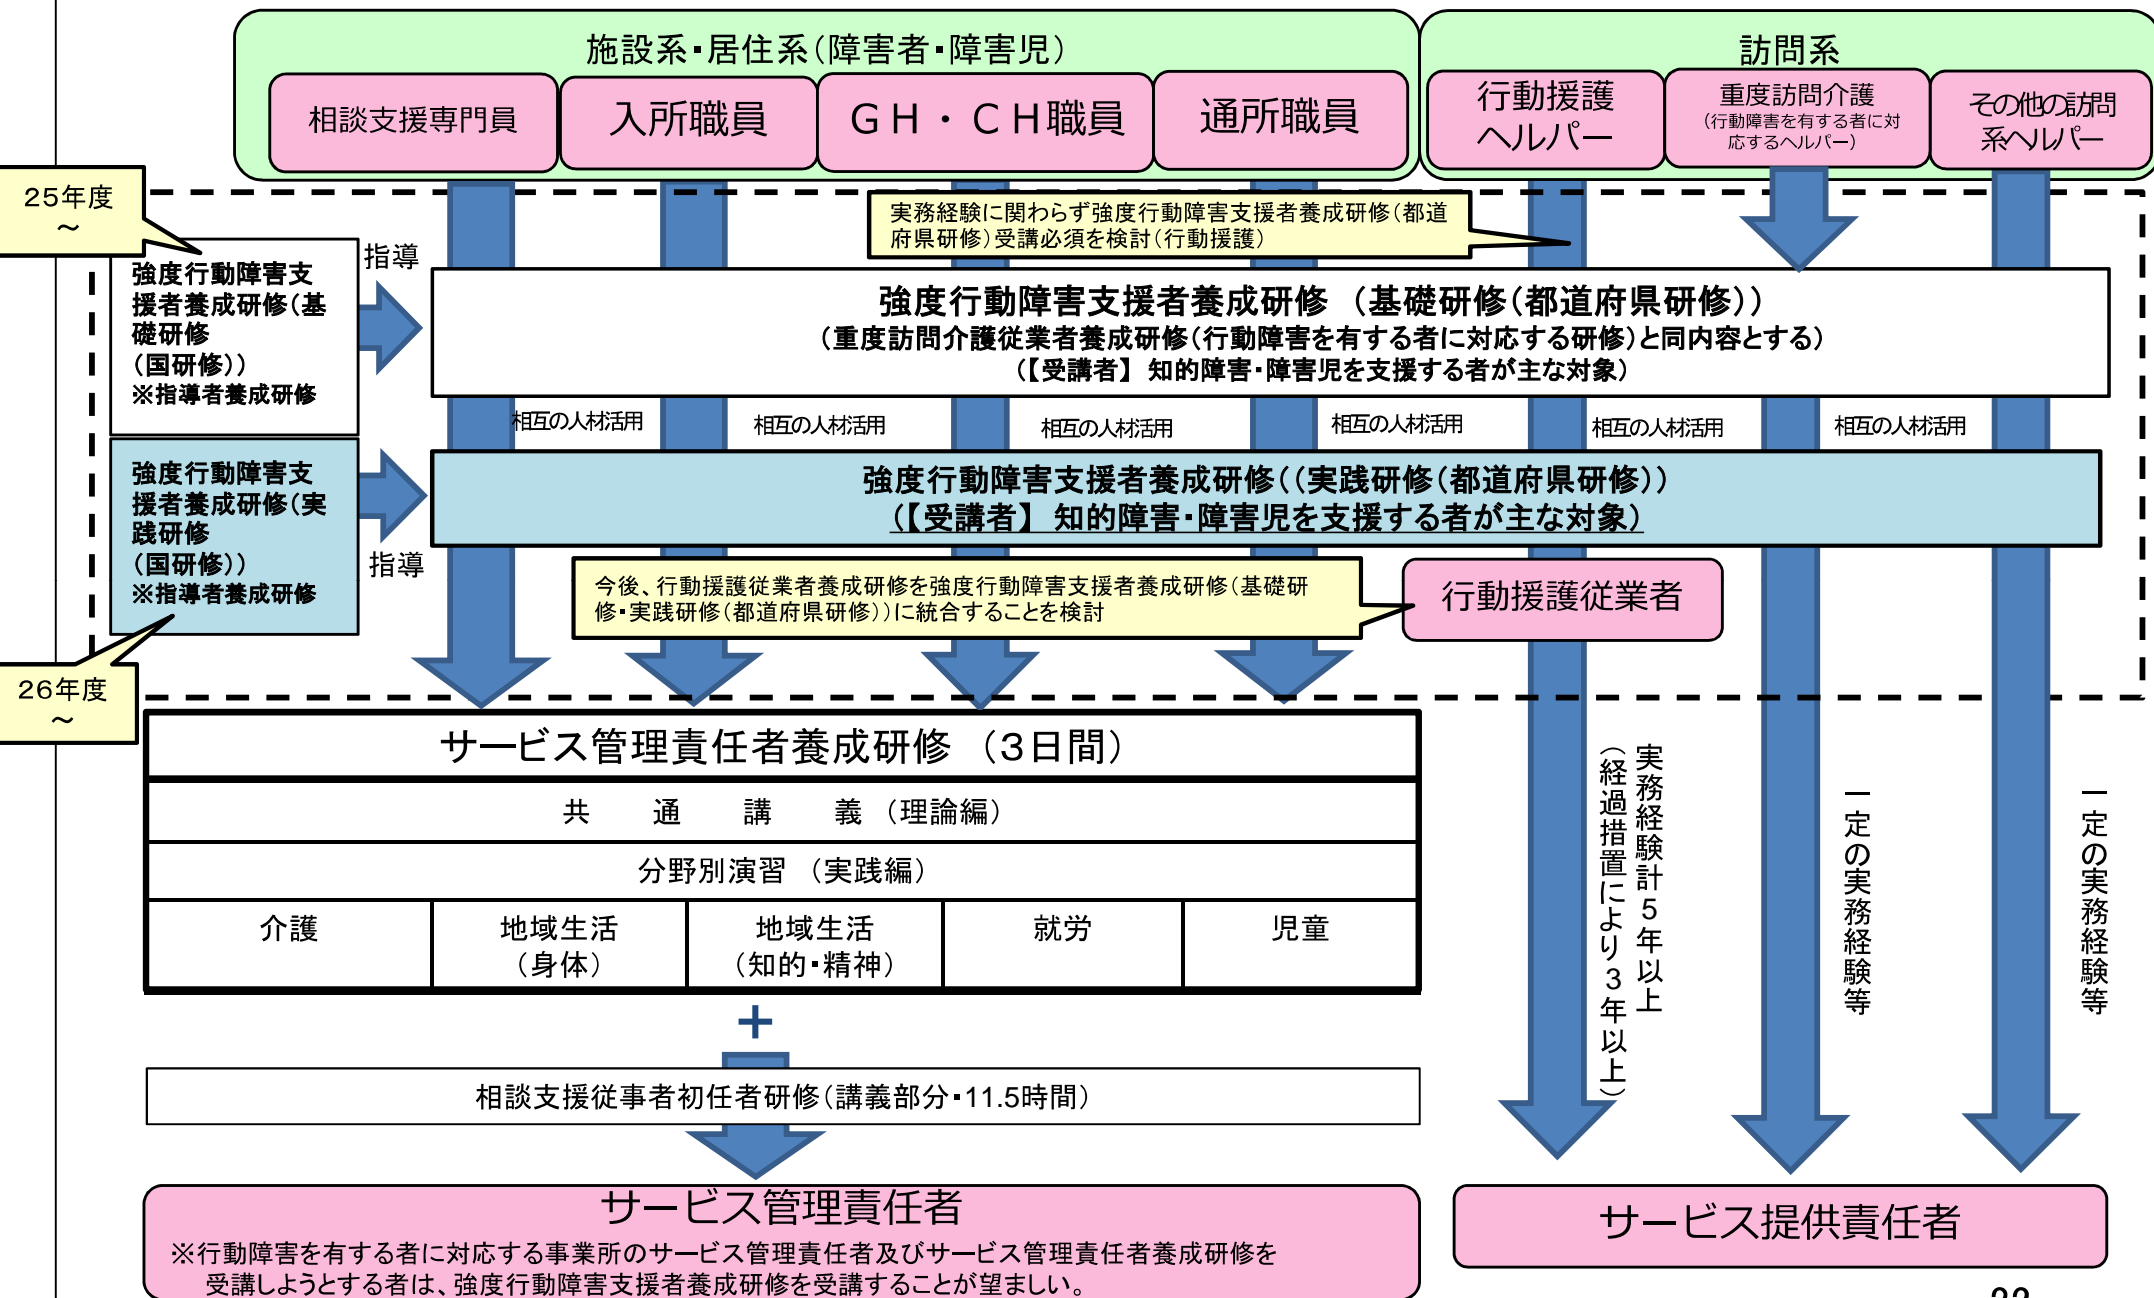 施設系・居住系（障害者・障害児）
訪問系
相談支援専門員
入所職員
ＧＨ・ＣＨ職員
通所職員
行動援護
ヘルパー
重度訪問介護
（行動障害を有する者に対
応するヘルパー）
その他の訪問
系ヘルパー
25年度
～
実務経験に関わらず強度行動障害支援者養成研修（都道
府県研修）受講必須を検討（行動援護）
強度行動障害支
援者養成研修（基
礎研修
（国研修））
※指導者養成研修
指導
強度行動障害支援者養成研修　（基礎研修（都道府県研修））
（重度訪問介護従業者養成研修（行動障害を有する者に対応する研修）と同内容とする）
（【受講者】 知的障害・障害児を支援する者が主な対象）
相互の人材活用
相互の人材活用
相互の人材活用
相互の人材活用
相互の人材活用
相互の人材活用
強度行動障害支
援者養成研修（実
践研修
（国研修））
※指導者養成研修
指導
強度行動障害支援者養成研修（（実践研修（都道府県研修））
（【受講者】 知的障害・障害児を支援する者が主な対象）
今後、行動援護従業者養成研修を強度行動障害支援者養成研修（基礎研
修・実践研修（都道府県研修））に統合することを検討
行動援護従業者
26年度
～
サービス管理責任者養成研修　（３日間）
共　通　講　義　（理論編）
分野別演習　（実践編）
介護
地域生活
（身体）
地域生活
（知的・精神）
就労
児童
実務経験計５年以上
（経過措置により３年以上）
一定の実務経験等
一定の実務経験等
＋
相談支援従事者初任者研修（講義部分・11.5時間）
サービス管理責任者
※行動障害を有する者に対応する事業所のサービス管理責任者及びサービス管理責任者養成研修を
受講しようとする者は、強度行動障害支援者養成研修を受講することが望ましい。
サービス提供責任者